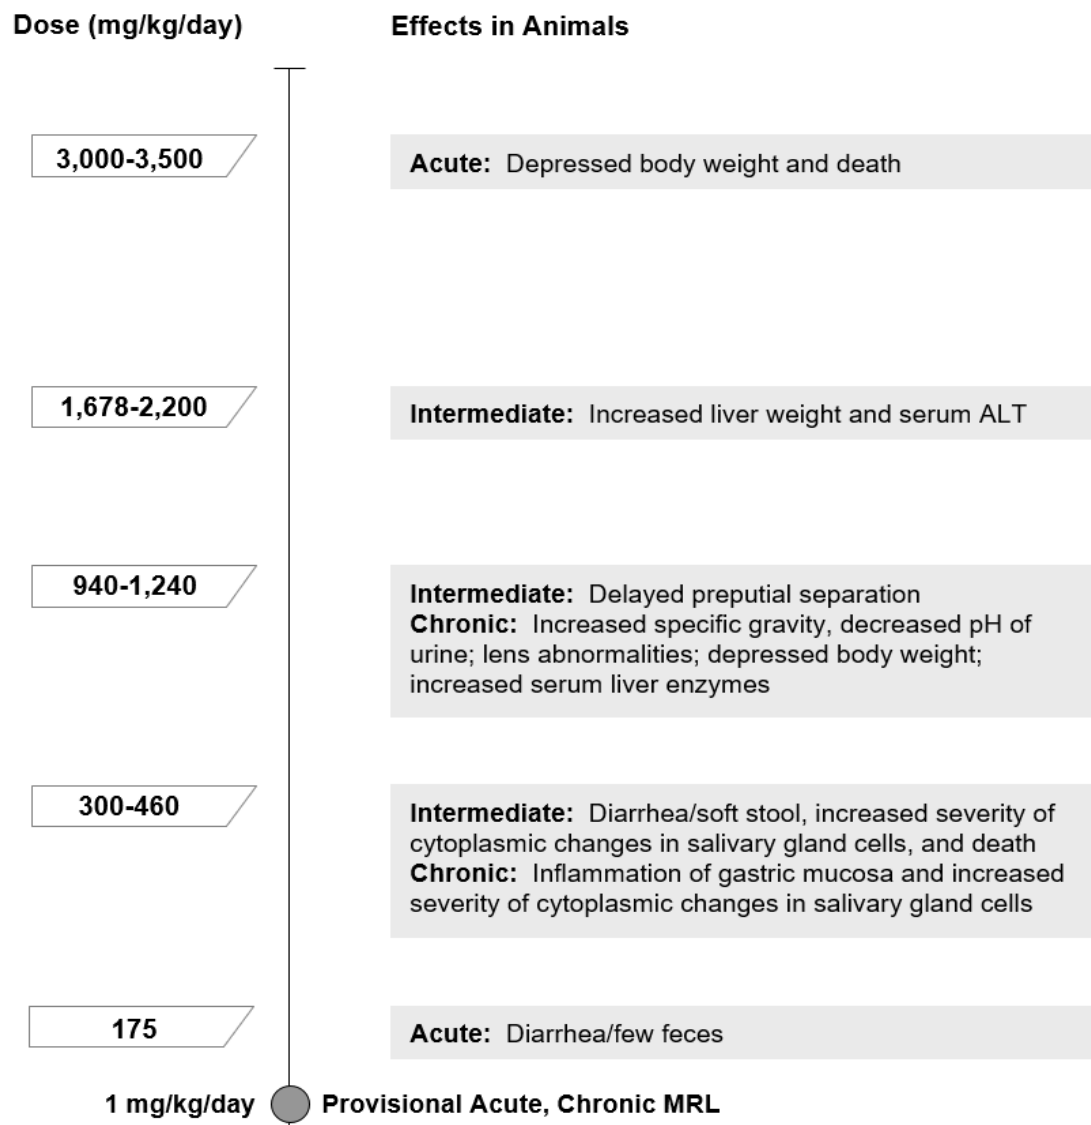 Dose (mg/kg/day)
Effects in Animals
3,000-3,500
Acute: Depressed body weight and death
1,678-2,200
Intermediate: Increased liver weight and serum ALT
940-1,240
Intermediate: Delayed preputial separation
Chronic: Increased specific gravity, decreased pH of
urine; lens abnormalities; depressed body weight;
increased serum liver enzymes
300-460
Intermediate: Diarrhea/soft stool, increased severity of
cytoplasmic changes in salivary gland cells, and death
Chronic: Inflammation of gastric mucosa and increased
severity of cytoplasmic changes in salivary gland cells
175
Acute: Diarrhea/few feces
1 mg/kg/day
Provisional Acute, Chronic MRL